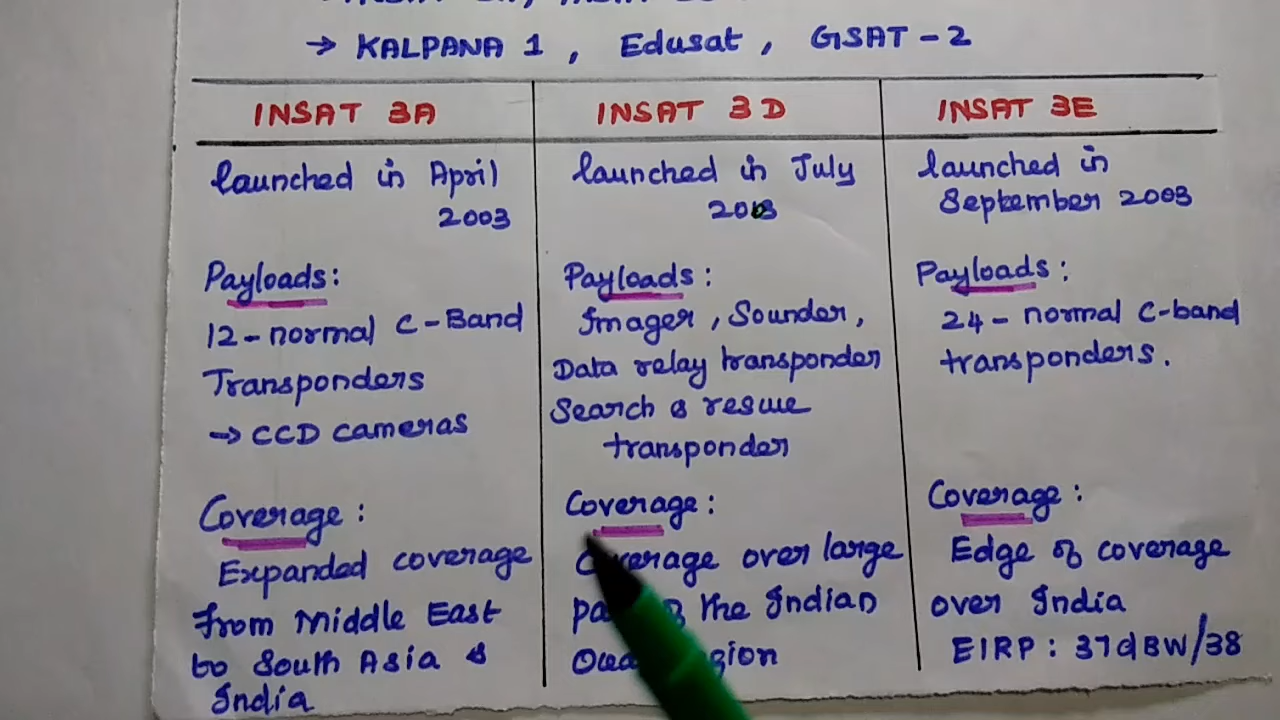 → KALPANA 1 , Edusat , GSAT - 2
INSAT 3A
launched in April
2003
Payloads :
12 - normal C - Band
Transponders
→ CCD cameras
Coverage :
Expanded coverage
from Middle East
to South Asia &
India
INSAT 3D
launched in July
2013
Payloads :
Imager , Sounder ,
Data relay transponder
Search & resuue
transponder
Coverage :
Coverage over large
the Indian
INSAT 3E
launched in
September 2003
Payloads :
24 - normal C-band
transponders.
Coverage :
Edge of coverage
over India
EIRP : 37dBW/38